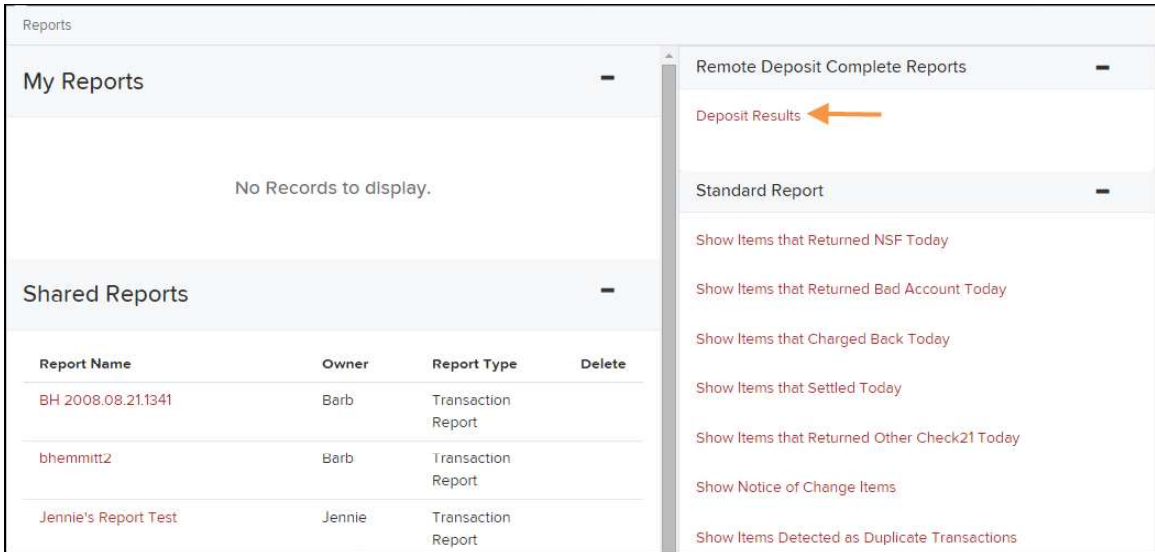 Reports
My Reports
No Records to display.
Shared Reports
Report Name Owner Report Type Delete
BH 2008.08.21.1341 Barb Transaction
Report
bhemmitt2 Barb Transaction
Report
Jennie's Report Test Jennie Transaction
Report
Remote Deposit Complete Reports
Deposit Results
Standard Report
Show Items that Returned NSF Today
Show Items that Returned Bad Account Today
Show Items that Charged Back Today
Show Items that Settled Today
Show Items that Returned Other Check21 Today
Show Notice of Change Items
Show Items Detected as Duplicate Transactions